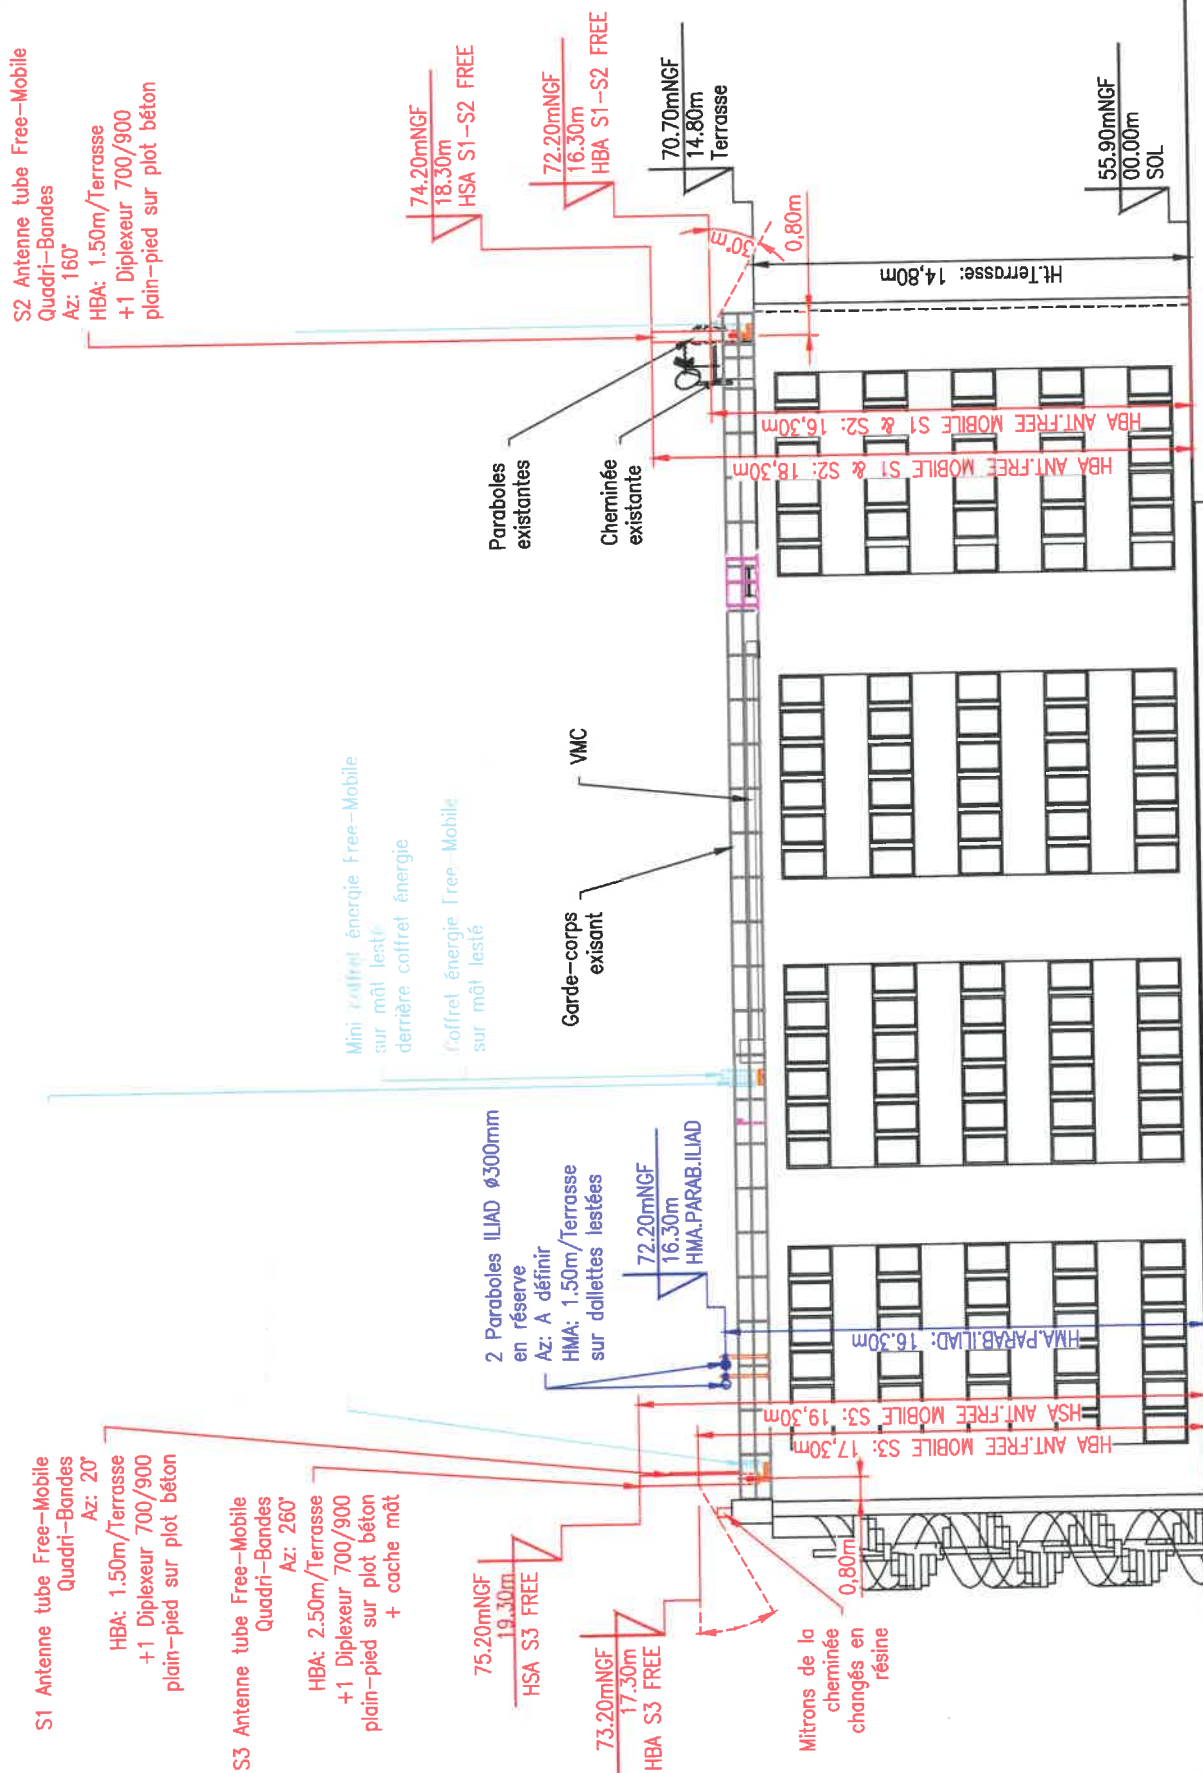 S1 Antenne tube Free-Mobile
Quadri-Bandes
Az: 20°
HBA: 1.50m/Terrasse
+1 Diplexeur 700/900
plain-pied sur plot béton
S3 Antenne tube Free-Mobile
Quadri-Bandes
Az: 260°
HBA: 2.50m/Terrasse
+1 Diplexeur 700/900
plain-pied sur plot béton
+ cache mât
75.20mNGF
19.30m
HSA S3 FREE
73.20mNGF
17.30m
HBA S3 FREE
Mitrons de la
cheminée
changés en
résine
0,80m
2 Paraboles ILIAD ø300mm
en réserve
Az: A définir
HMA: 1.50m/Terrasse
sur dallettes lestées
72.20mNGF
16.30m
HMA.PARAB.ILIAD
HMA.PARAB.ILIAD: 16.30m
HSA ANT.FREE MOBILE S3: 19,30m
HBA ANT.FREE MOBILE S3: 17,30m
Mini coffret énergie Free-Mobile
sur mât lesté
derrière coffret énergie
Coffret énergie Free-Mobile
sur mât lesté
Garde-corps
exisant
VMC
Paraboles
existantes
Cheminée
existante
S2 Antenne tube Free-Mobile
Quadri-Bandes
Az: 160°
HBA: 1.50m/Terrasse
+1 Diplexeur 700/900
plain-pied sur plot béton
74.20mNGF
18.30m
HSA S1-S2 FREE
72.20mNGF
16.30m
HBA S1-S2 FREE
70.70mNGF
14.80m
Terrasse
30°m
0,80m
Ht.Terrasse: 14,80m
HBA ANT.FREE MOBILE S1 & S2: 16,30m
HBA ANT.FREE MOBILE S1 & S2: 18,30m
55.90mNGF
00.00m
SOL